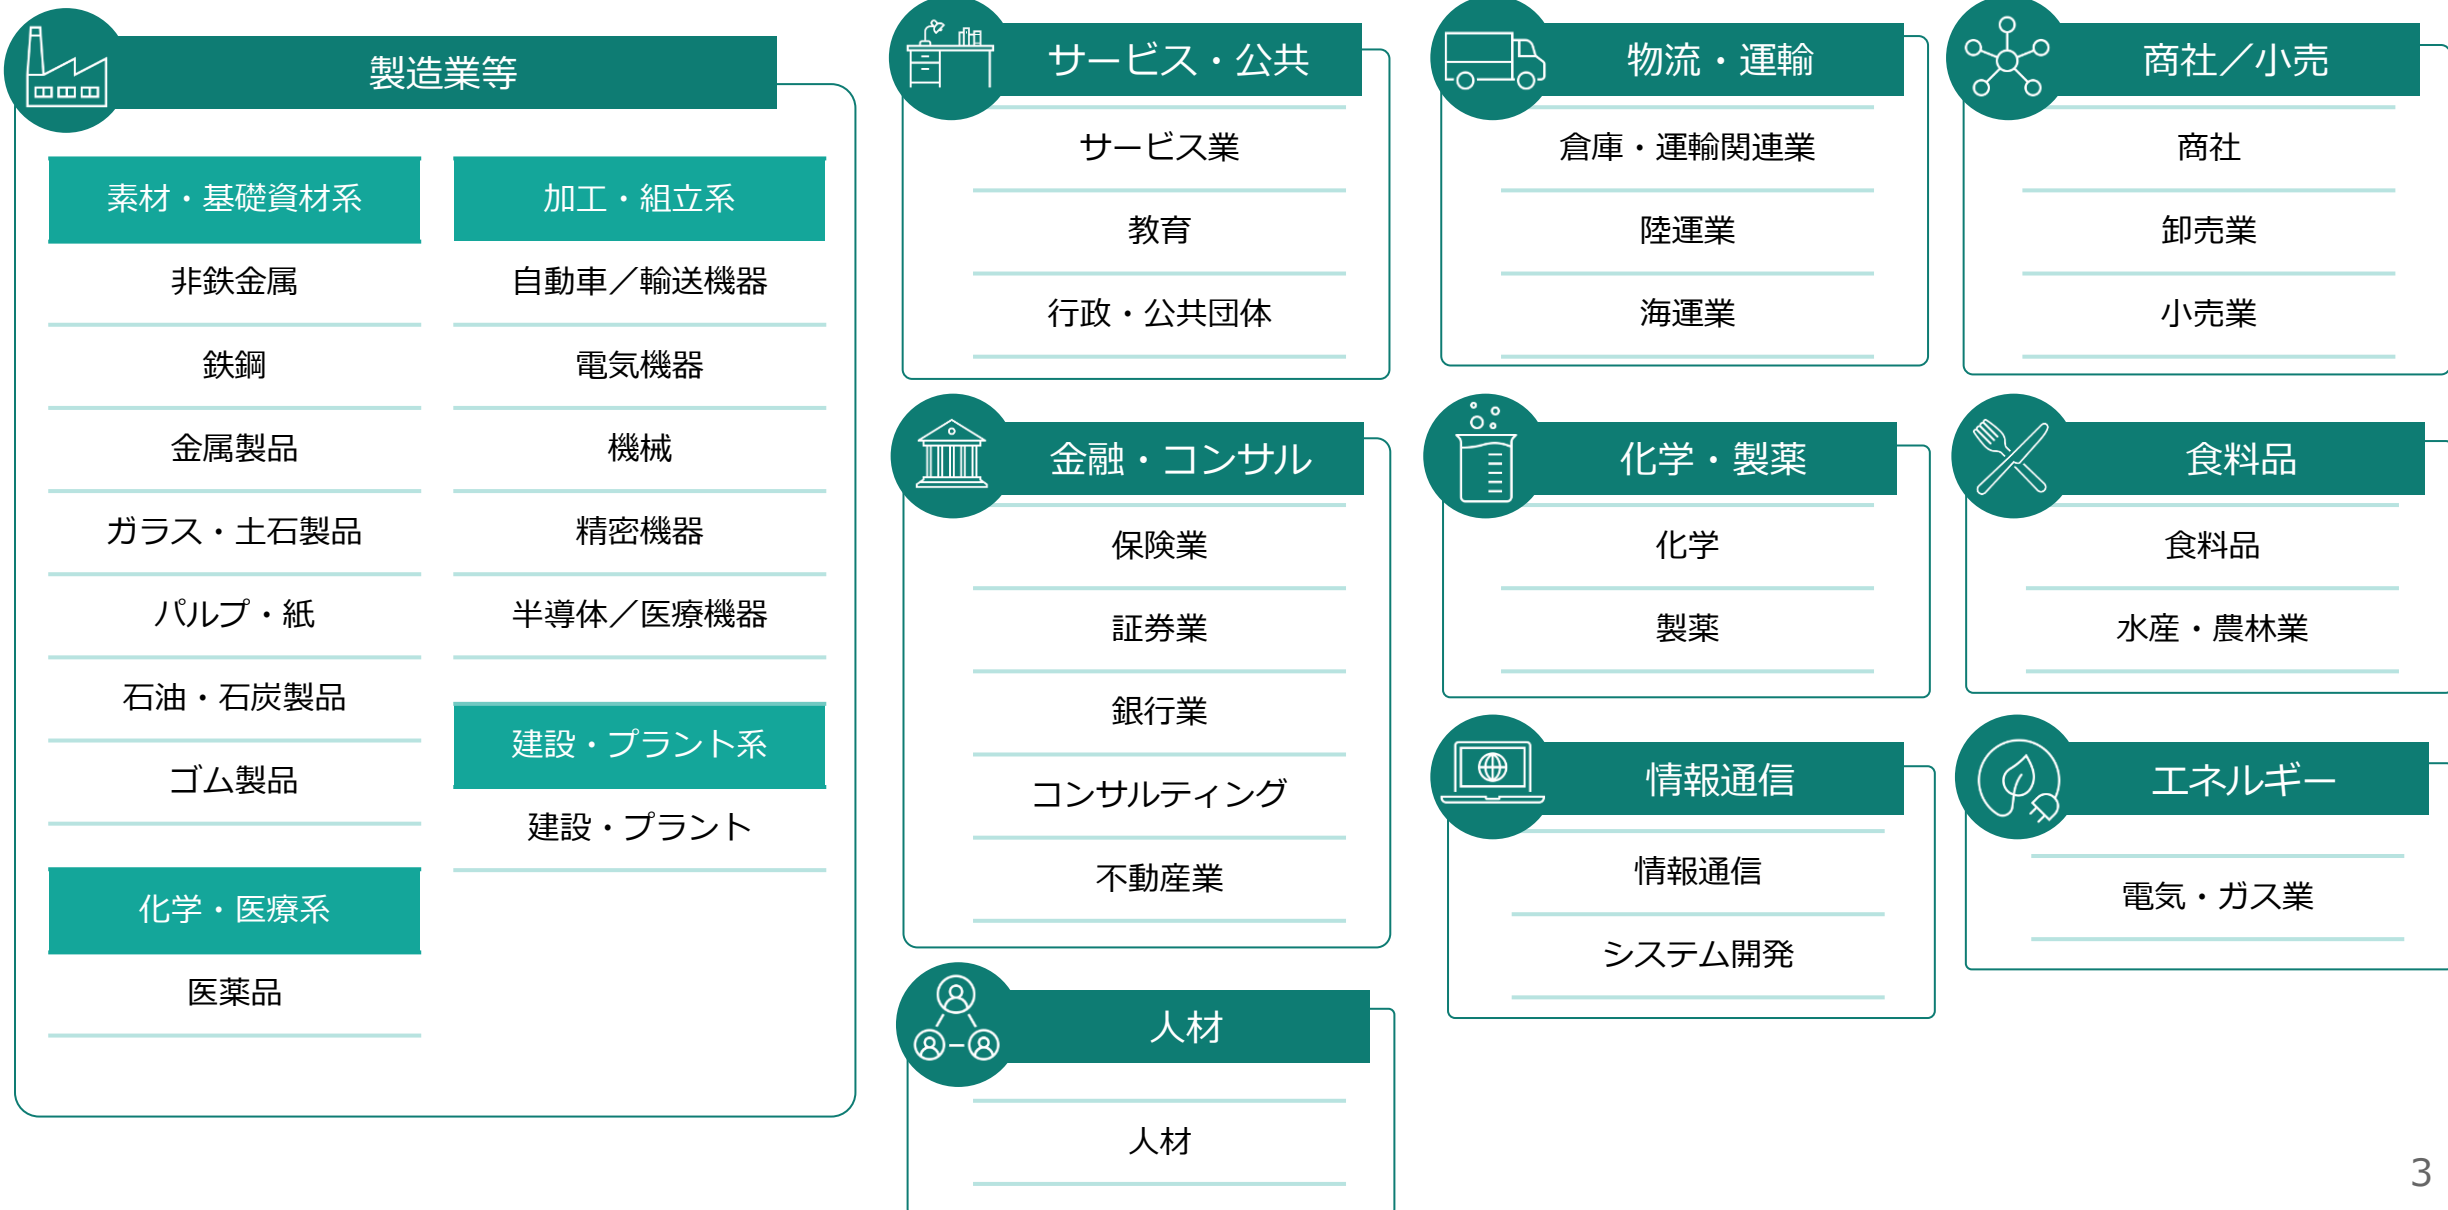 製造業等
素材・基礎資材系
非鉄金属
鉄鋼
金属製品
ガラス・土石製品
パルプ・紙
石油・石炭製品
ゴム製品
化学・医療系
医薬品
加工・組立系
自動車／輸送機器
電気機器
機械
精密機器
半導体／医療機器
建設・プラント系
建設・プラント
サービス・公共
サービス業
教育
行政・公共団体
金融・コンサル
保険業
証券業
銀行業
コンサルティング
不動産業
人材
人材
物流・運輸
倉庫・運輸関連業
陸運業
海運業
化学・製薬
化学
製薬
情報通信
情報通信
システム開発
商社／小売
商社
卸売業
小売業
食料品
食料品
水産・農林業
エネルギー
電気・ガス業
3